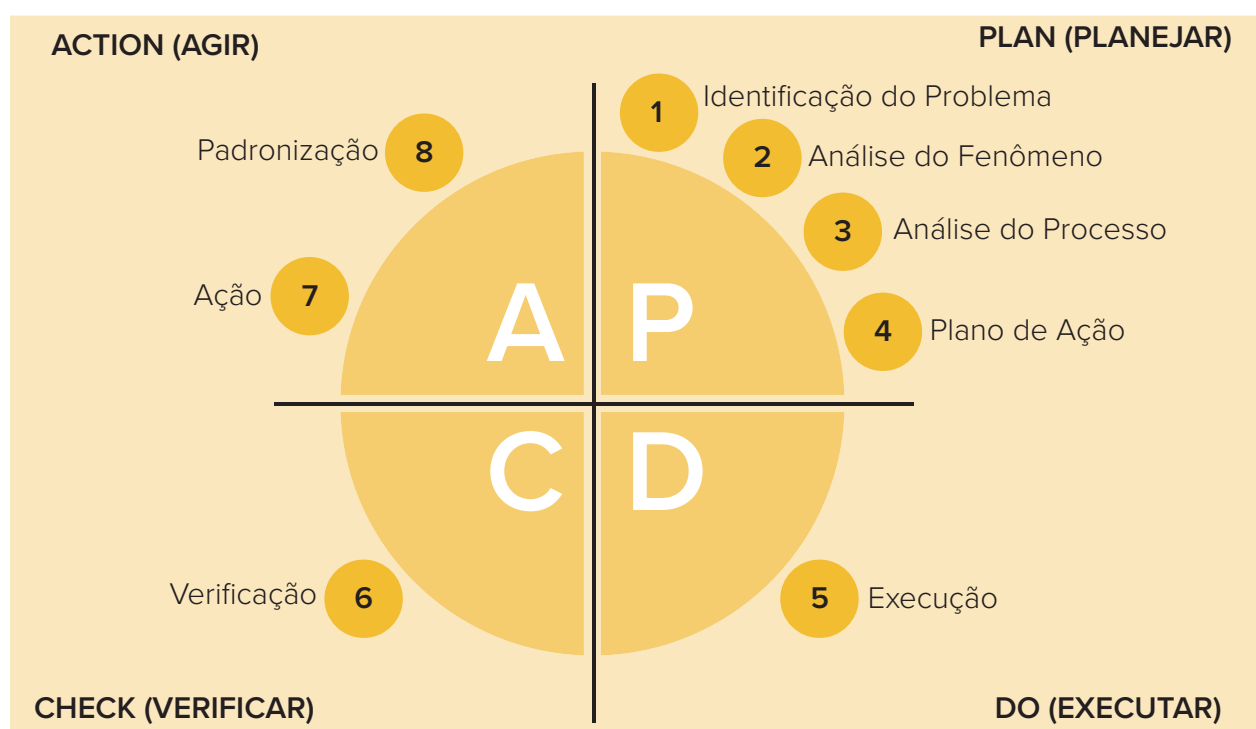 ACTION (AGIR)
PLAN (PLANEJAR)
1 Identificação do Problema
2 Análise do Fenômeno
3 Análise do Processo
4 Plano de Ação
Padronização 8
Ação 7
A P
C D
Verificação 6
5 Execução
CHECK (VERIFICAR)
DO (EXECUTAR)